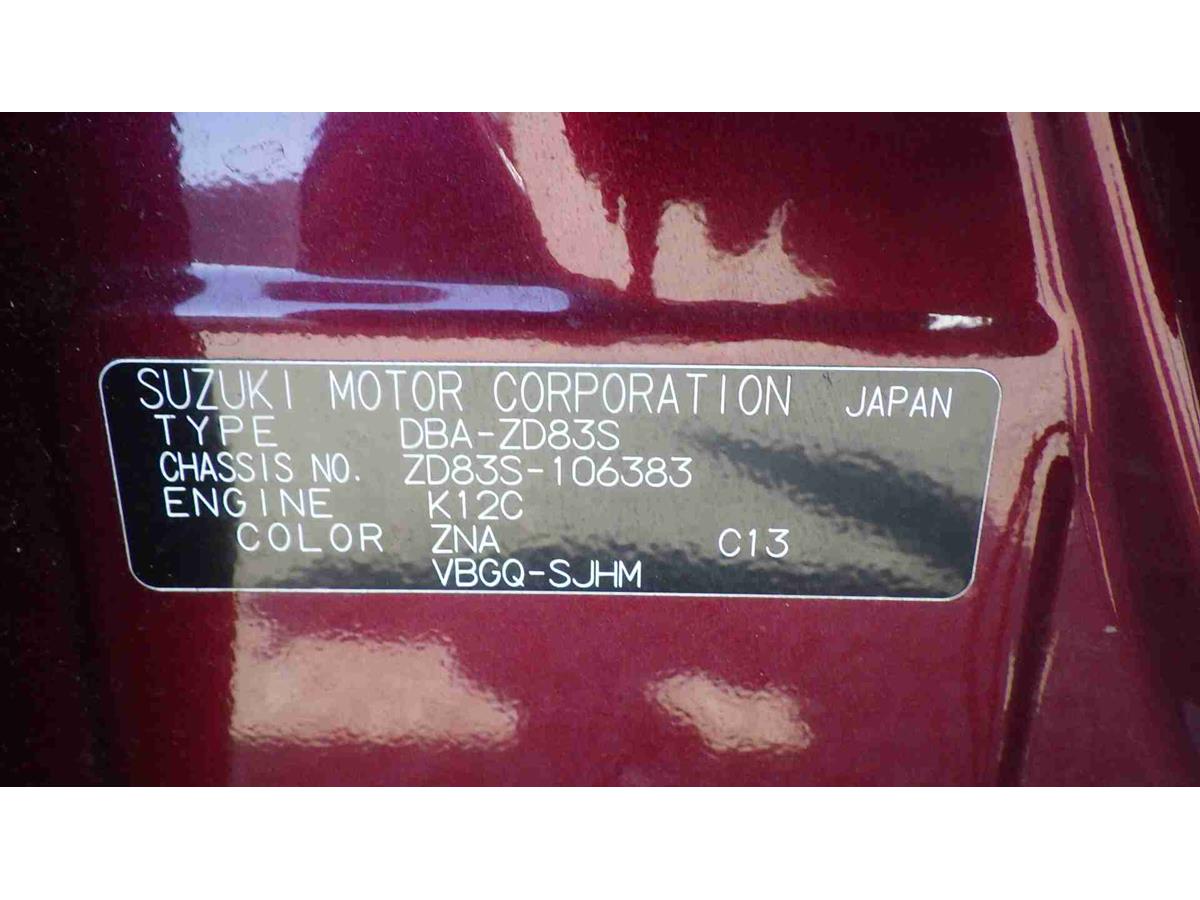 SUZUKI MOTOR CORPORATION JAPAN
TYPE DBA-ZD83S
CHASSIS NO. ZD83S-106383
ENGINE K12C
COLOR ZNA C13
VBGQ-SJHM